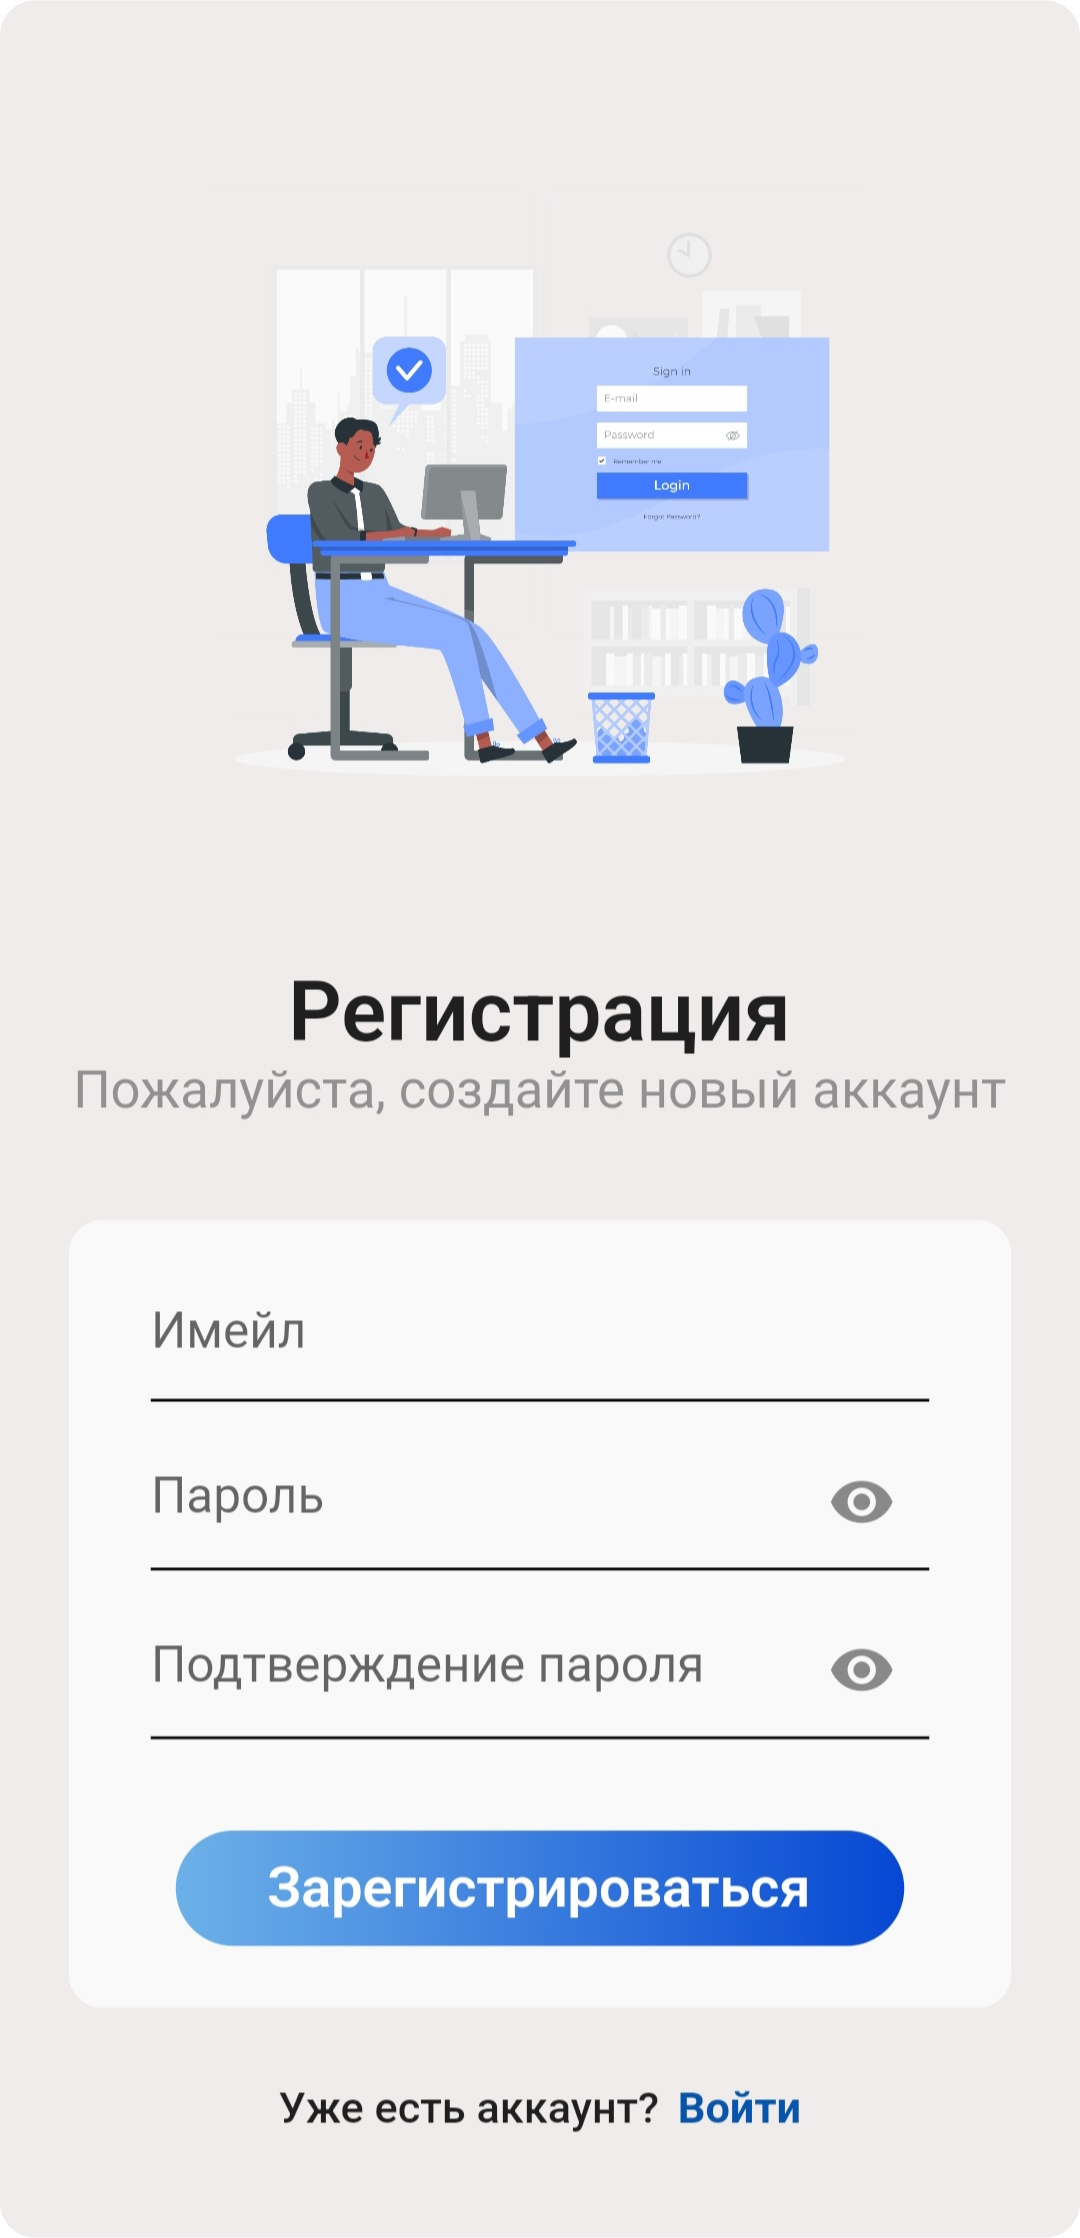 Sign in
E-mail
Password
Remember me
Login
Forgot Password?
Регистрация
Пожалуйста, создайте новый аккаунт
Имейл
Пароль
Подтверждение пароля
Зарегистрироваться
Уже есть аккаунт? Войти